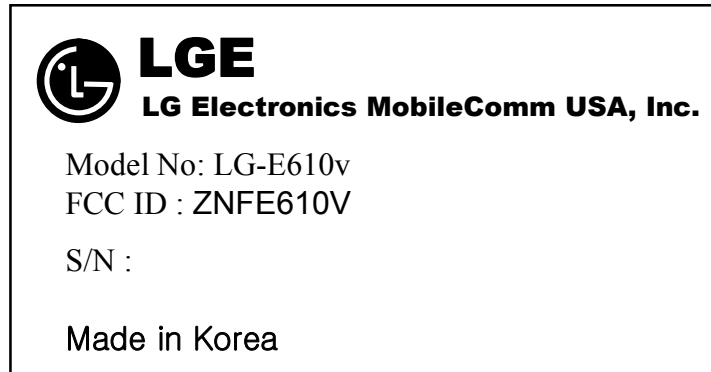 LGE
LG Electronics MobileComm USA, Inc.
Model No: LG-E610v
FCC ID : ZNFE610V
S/N :
Made in Korea